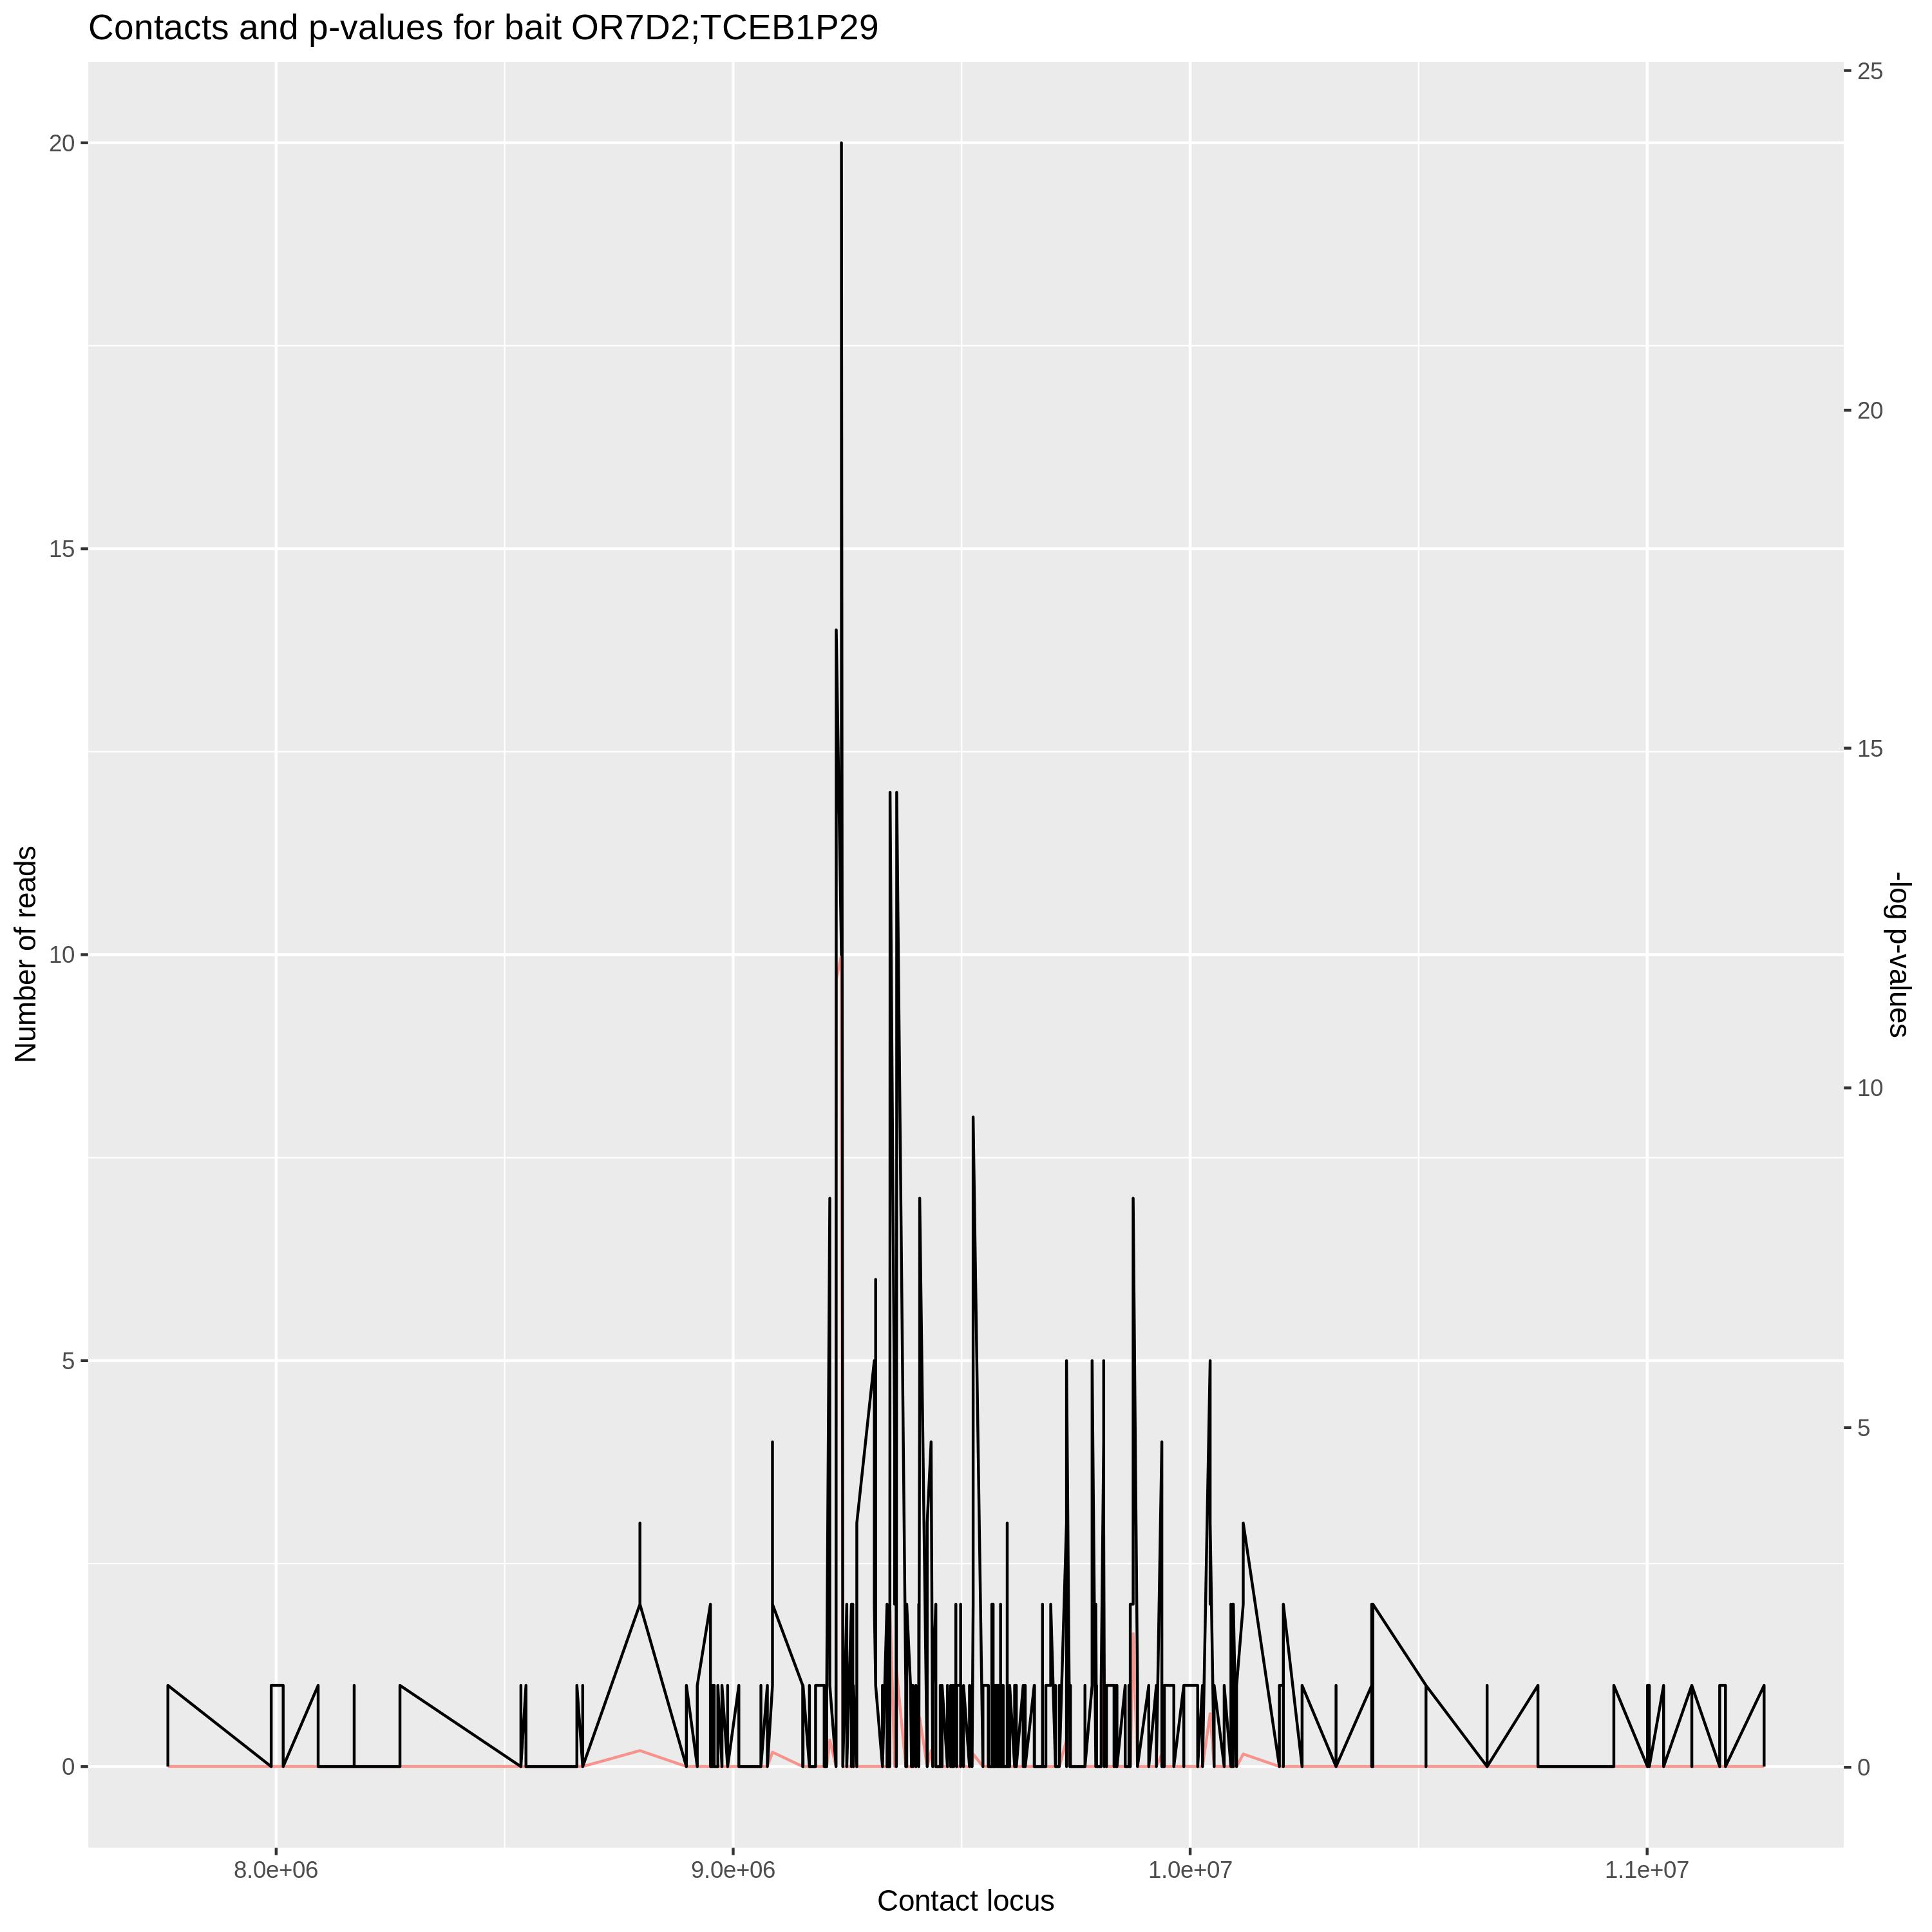 Contacts and p-values for bait OR7D2;TCEB1P29
Number of reads
20
15
10
5
0
25
20
15
10
5
0
-log p-values
8.0e+06 9.0e+06 1.0e+07 1.1e+07
Contact locus